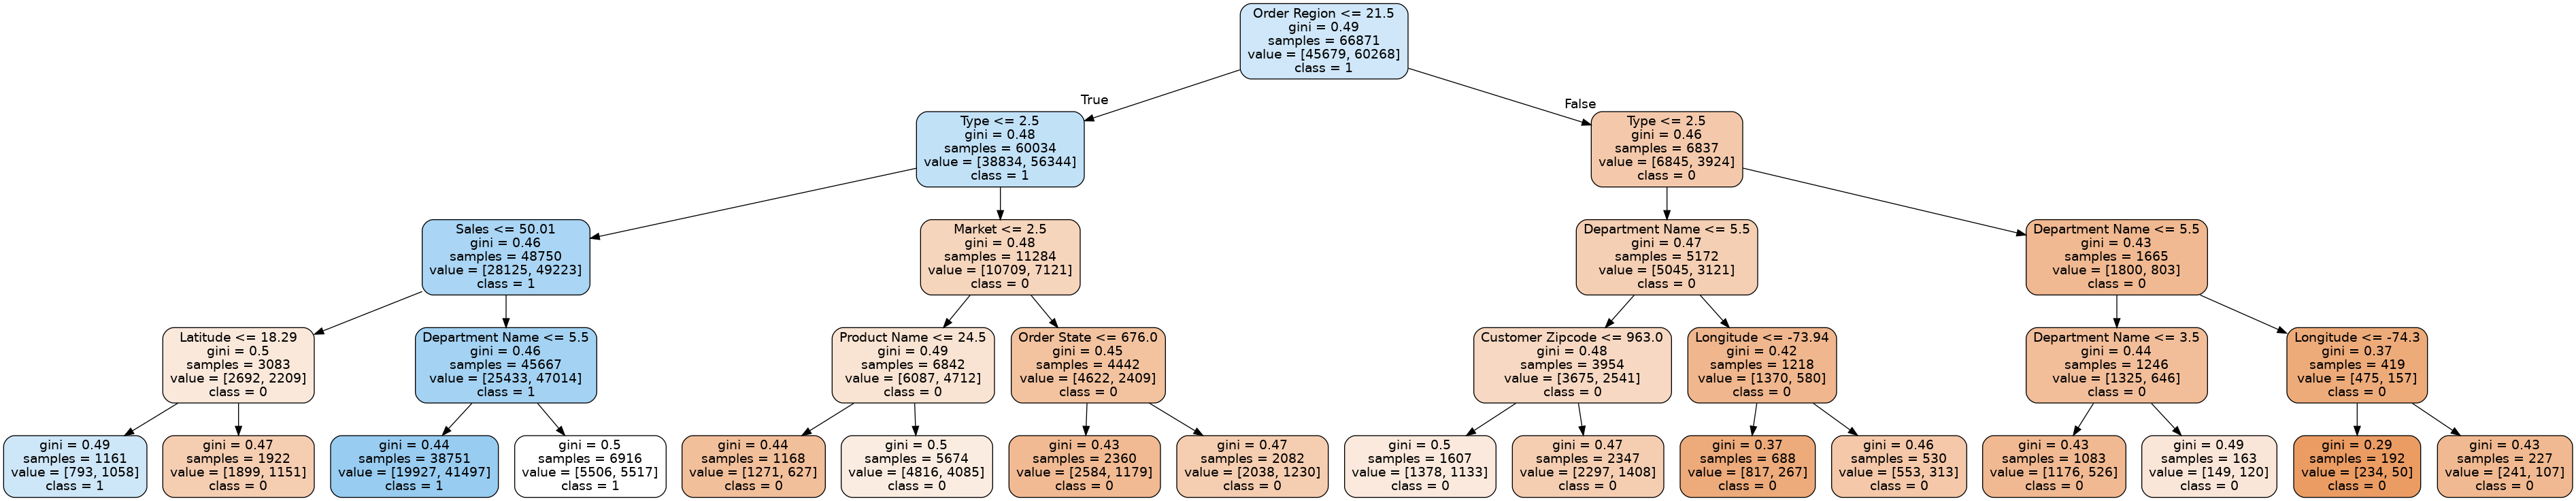 Order Region <= 21.5
gini = 0.49
samples = 66871
value = [45679, 60268]
class = 1
True
False
Type <= 2.5
gini = 0.48
samples = 60034
value = [38834, 56344]
class = 1
Type <= 2.5
gini = 0.46
samples = 6837
value = [6845, 3924]
class = 0
Sales <= 50.01
gini = 0.46
samples = 48750
value = [28125, 49223]
class = 1
Market <= 2.5
gini = 0.48
samples = 11284
value = [10709, 7121]
class = 0
Department Name <= 5.5
gini = 0.47
samples = 5172
value = [5045, 3121]
class = 0
Department Name <= 5.5
gini = 0.43
samples = 1665
value = [1800, 803]
class = 0
Latitude <= 18.29
gini = 0.5
samples = 3083
value = [2692, 2209]
class = 0
Department Name <= 5.5
gini = 0.46
samples = 45667
value = [25433, 47014]
class = 1
Product Name <= 24.5
gini = 0.49
samples = 6842
value = [6087, 4712]
class = 0
Order State <= 676.0
gini = 0.45
samples = 4442
value = [4622, 2409]
class = 0
Customer Zipcode <= 963.0
gini = 0.48
samples = 3954
value = [3675, 2541]
class = 0
Longitude <= -73.94
gini = 0.42
samples = 1218
value = [1370, 580]
class = 0
Department Name <= 3.5
gini = 0.44
samples = 1246
value = [1325, 646]
class = 0
Longitude <= -74.3
gini = 0.37
samples = 419
value = [475, 157]
class = 0
gini = 0.49
samples = 1161
value = [793, 1058]
class = 1
gini = 0.47
samples = 1922
value = [1899, 1151]
class = 0
gini = 0.44
samples = 38751
value = [19927, 41497]
class = 1
gini = 0.5
samples = 6916
value = [5506, 5517]
class = 1
gini = 0.44
samples = 1168
value = [1271, 627]
class = 0
gini = 0.5
samples = 5674
value = [4816, 4085]
class = 0
gini = 0.43
samples = 2360
value = [2584, 1179]
class = 0
gini = 0.47
samples = 2082
value = [2038, 1230]
class = 0
gini = 0.5
samples = 1607
value = [1378, 1133]
class = 0
gini = 0.47
samples = 2347
value = [2297, 1408]
class = 0
gini = 0.37
samples = 688
value = [817, 267]
class = 0
gini = 0.46
samples = 530
value = [553, 313]
class = 0
gini = 0.43
samples = 1083
value = [1176, 526]
class = 0
gini = 0.49
samples = 163
value = [149, 120]
class = 0
gini = 0.29
samples = 192
value = [234, 50]
class = 0
gini = 0.43
samples = 227
value = [241, 107]
class = 0